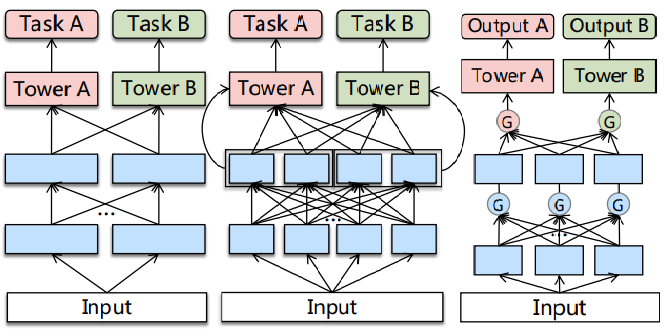 Task A
Task B
Tower A
Tower B
...
Input
Task A
Task B
Tower A
Tower B
...
Input
Output A
Output B
Tower A
Tower B
G
G
G
G
G
...
Input